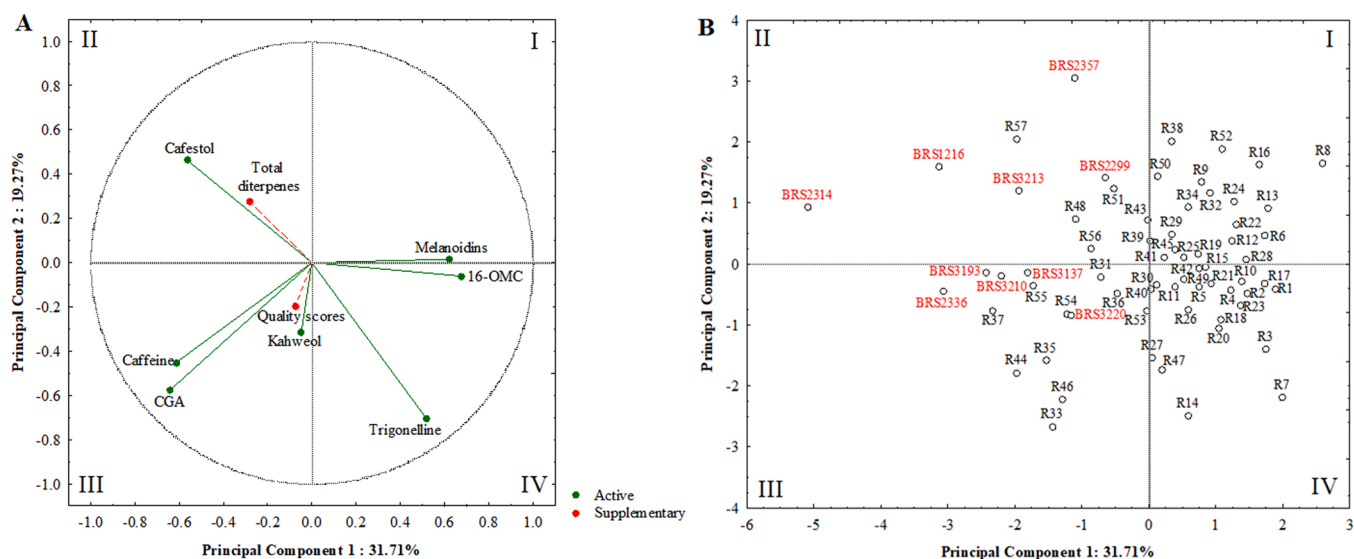 A
II
I
1.0
0.8
0.6
0.4
0.2
0.0
-0.2
-0.4
-0.6
-0.8
-1.0
Principal Component 2 : 19.27%
Cafestol
Total
diterpenes
Melanoidins
16-OMC
Quality scores
Kahweol
Caffeine
CGA
Trigonelline
III
IV
-1.0
-0.8
-0.6
-0.4
-0.2
0.0
0.2
0.4
0.6
0.8
1.0
Principal Component 1 : 31.71%
Active
Supplementary
B
II
I
4
3
2
1
0
-1
-2
-3
-4
Principal Component 2: 19.27%
BRS2357
R57
R38
R52
BRS1216
R16
R8
BRS2299
R50
R9
BRS3213
BRS2314
R51
R34
R24
R13
R32
R48
R43
R29
R22
R56
R39
R45
R25
R19
R12
R6
R41
R15
R28
BRS3193
BRS3137
R31
R42
R10
BRS3210
R30
R49
R21
R17
BRS2336
R55
R54
R36
R40
R11
R5
R4
R2
R1
R37
BRS3220
R53
R26
R23
R18
R35
R27
R20
R3
R44
R47
R46
R7
R33
R14
III
IV
-6
-5
-4
-3
-2
-1
0
1
2
3
Principal Component 1: 31.71%